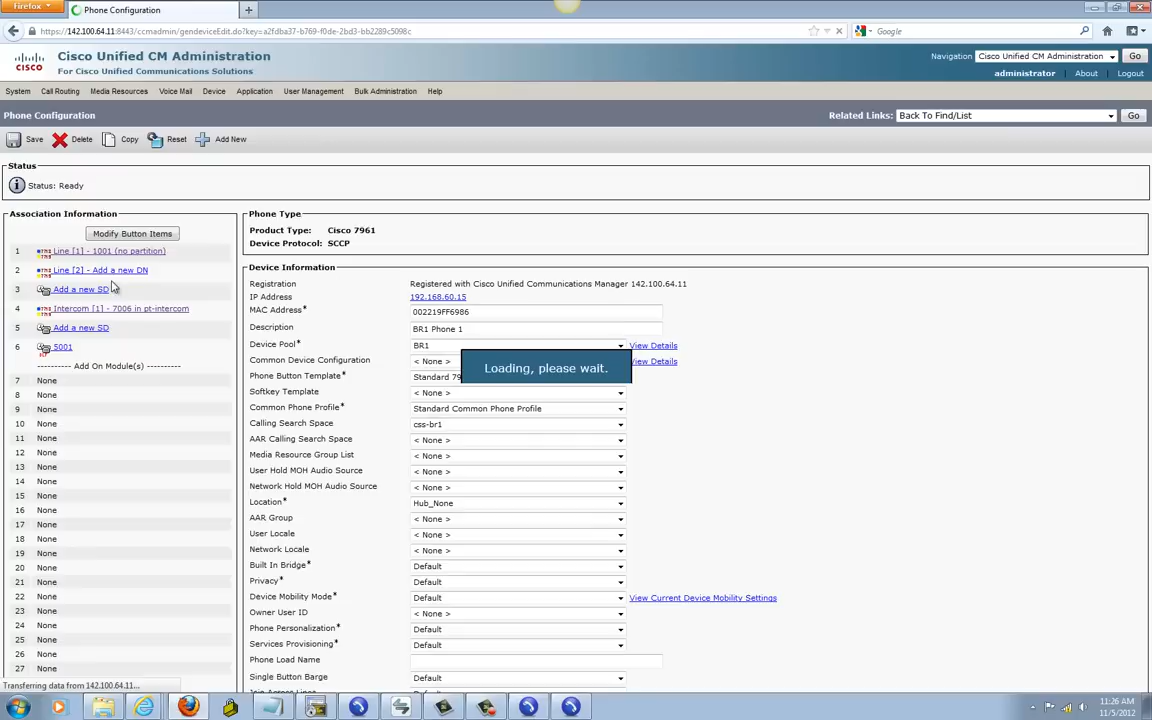 Firefox
Phone Configuration
https://142.100.64.11:8443/ccmadmin/gendeviceEdit.do?key=a2fdba37-b769-f0de-2bd3-bb2289c5098c
Google
Cisco Unified CM Administration
For Cisco Unified Communications Solutions
CISCO
Navigation Cisco Unified CM Administration Go
administrator About Logout
System Call Routing Media Resources Voice Mail Device Application User Management Bulk Administration Help
Phone Configuration
Related Links: Back To Find/List Go
Save Delete Copy Reset Add New
Status
Status: Ready
Association Information
Modify Button Items
1 Line [1] - 1001 (no partition)
2 Line [2] - Add a new DN
3 Add a new SD
4 Intercom [1] - 7006 in pt-intercom
5 Add a new SD
6 5001
---------- Add On Module(s) ----------
7 None
8 None
9 None
10 None
11 None
12 None
13 None
14 None
15 None
16 None
17 None
18 None
19 None
20 None
21 None
22 None
23 None
24 None
25 None
26 None
27 None
Phone Type
Product Type: Cisco 7961
Device Protocol: SCCP
Device Information
Registration Registered with Cisco Unified Communications Manager 142.100.64.11
IP Address 192.168.60.15
MAC Address* 002219FF6986
Description BR1 Phone 1
Device Pool* BR1 View Details
Common Device Configuration < None > View Details
Phone Button Template* Standard 79
Loading, please wait.
Softkey Template < None >
Common Phone Profile* Standard Common Phone Profile
Calling Search Space css-br1
AAR Calling Search Space < None >
Media Resource Group List < None >
User Hold MOH Audio Source < None >
Network Hold MOH Audio Source < None >
Location* Hub_None
AAR Group < None >
User Locale < None >
Network Locale < None >
Built In Bridge* Default
Privacy* Default
Device Mobility Mode* Default View Current Device Mobility Settings
Owner User ID < None >
Phone Personalization* Default
Services Provisioning* Default
Phone Load Name
Single Button Barge Default
Join Across Lines
Transferring data from 142.100.64.11...
11:26 AM
11/5/2012